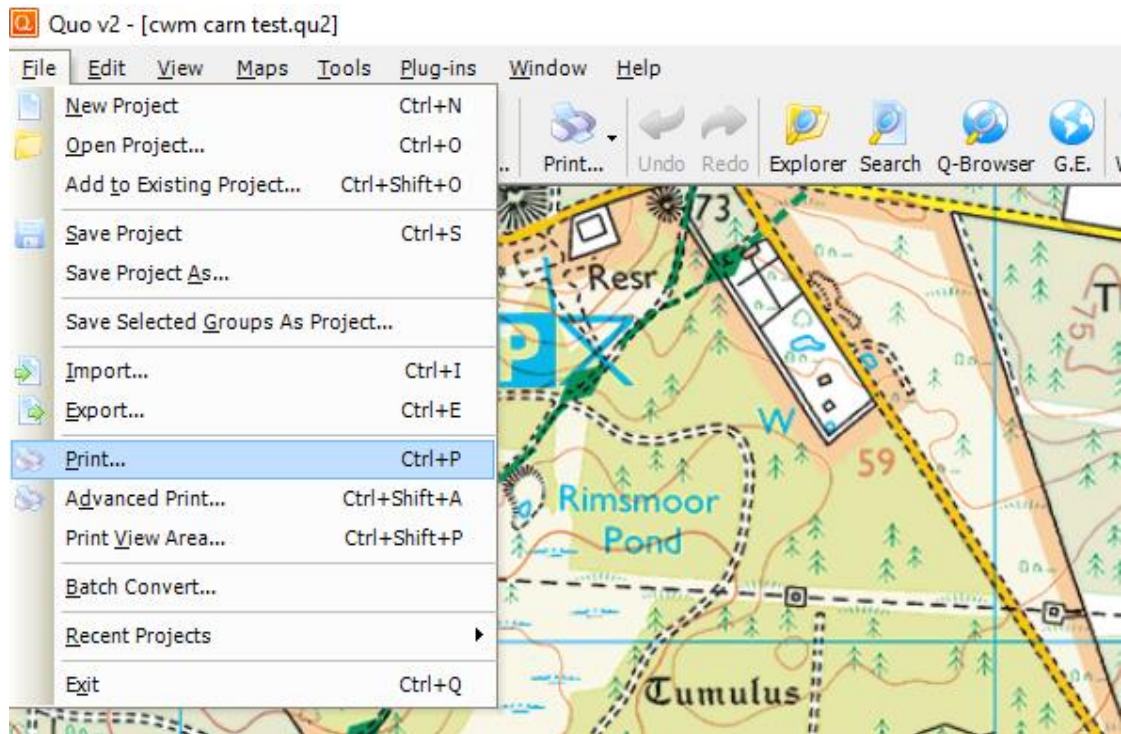 Quo v2 - [cwm carn test.qu2]
File Edit View Maps Tools Plug-ins Window Help
New Project Ctrl+N
Open Project... Ctrl+O
Add to Existing Project... Ctrl+Shift+O
Save Project Ctrl+S
Save Project As...
Save Selected Groups As Project...
Import... Ctrl+I
Export... Ctrl+E
Print... Ctrl+P
Advanced Print... Ctrl+Shift+A
Print View Area... Ctrl+Shift+P
Batch Convert...
Recent Projects
Exit Ctrl+Q
.. Print... Undo Redo Explorer Search Q-Browser G.E.
73
Resr
P
W
59
75
Rimsmoor
Pond
Tumulus